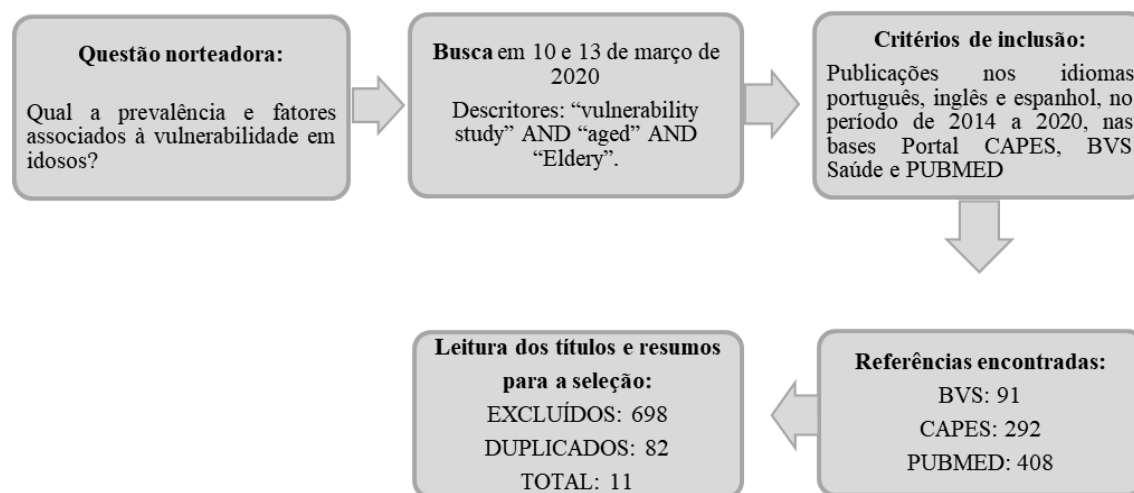 Questão norteadora:
Qual a prevalência e fatores
associados à vulnerabilidade em
idosos?
Busca em 10 e 13 de março de
2020
Descritores: “vulnerability
study” AND “aged” AND
“Eldery”.
Critérios de inclusão:
Publicações nos idiomas
português, inglês e espanhol, no
período de 2014 a 2020, nas
bases Portal CAPES, BVS
Saúde e PUBMED
Referências encontradas:
BVS: 91
CAPES: 292
PUBMED: 408
Leitura dos títulos e resumos
para a seleção:
EXCLUÍDOS: 698
DUPLICADOS: 82
TOTAL: 11